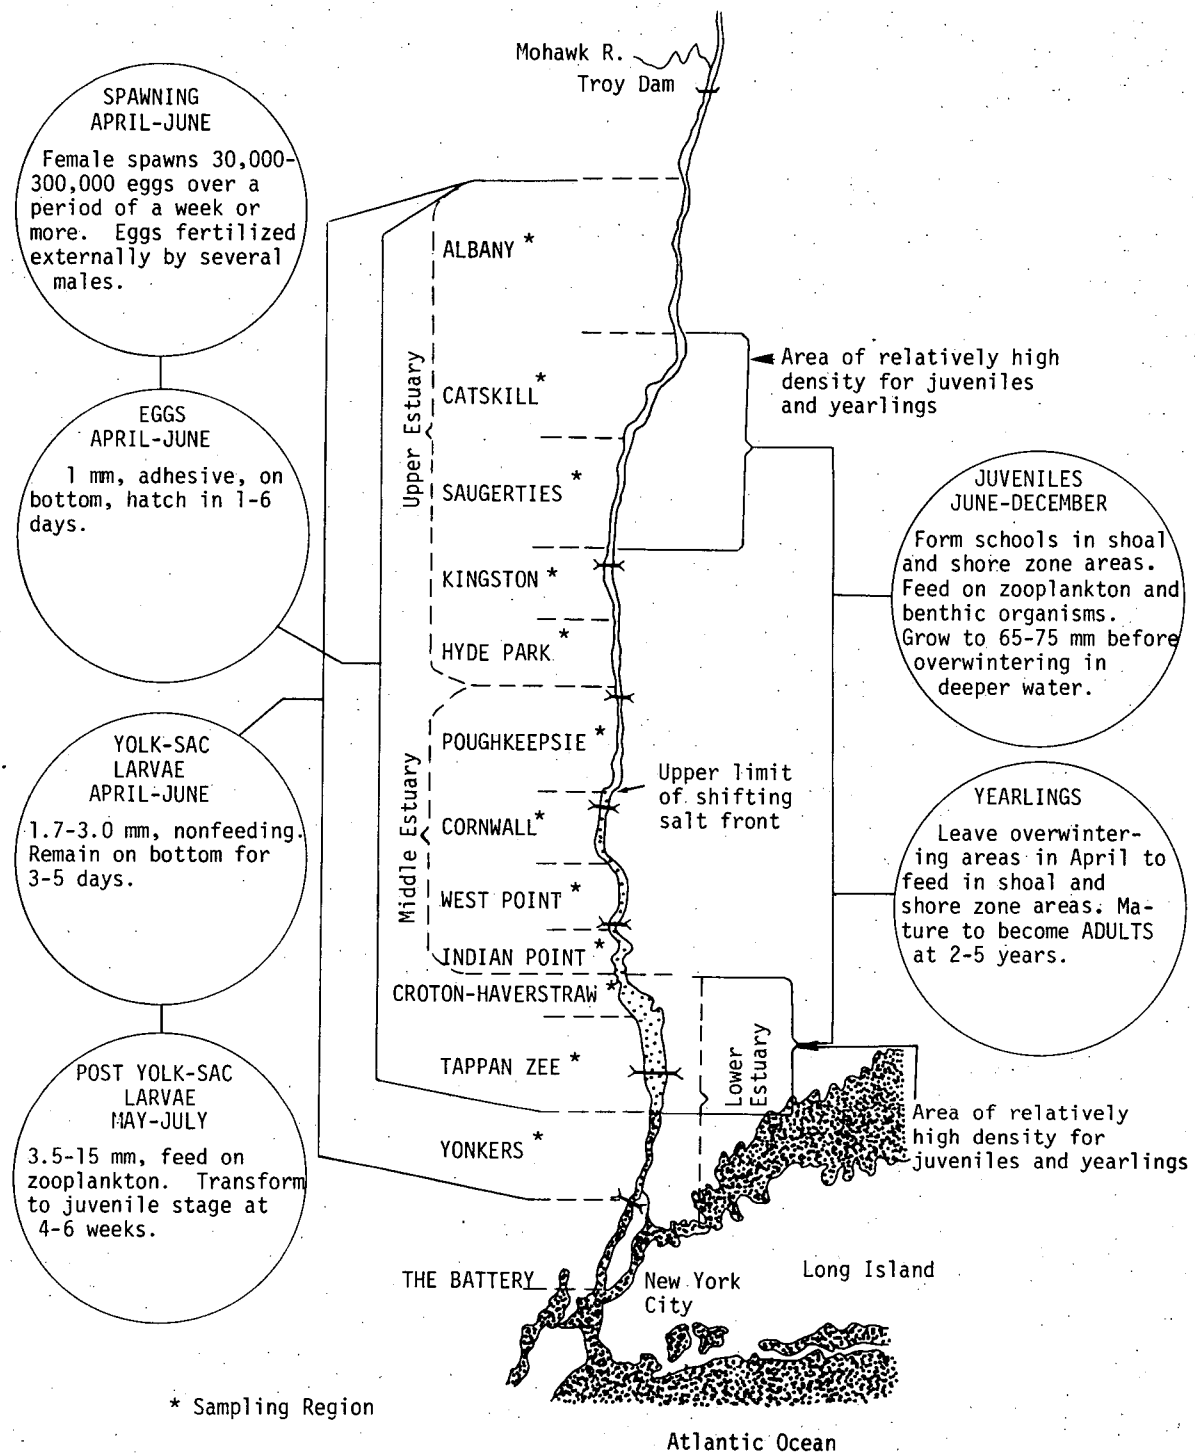 Mohawk R.
Troy Dam
SPAWNING
APRIL-JUNE
Female spawns 30,000-
300,000 eggs over a
period of a week or
more. Eggs fertilized
externally by several
males.
EGGS
APRIL-JUNE
1 mm, adhesive, on
bottom, hatch in 1-6
days.
YOLK-SAC
LARVAE
APRIL-JUNE
1.7-3.0 mm, nonfeeding.
Remain on bottom for
3-5 days.
POST YOLK-SAC
LARVAE
MAY-JULY
3.5-15 mm, feed on
zooplankton. Transform
to juvenile stage at
4-6 weeks.
Upper Estuary
ALBANY *
CATSKILL *
SAUGERTIES *
KINGSTON *
HYDE PARK *
Middle Estuary
POUGHKEEPSIE *
CORNWALL *
WEST POINT *
INDIAN POINT *
CROTON-HAVERSTRAW *
TAPPAN ZEE *
YONKERS *
THE BATTERY
Area of relatively high
density for juveniles
and yearlings
Upper limit
of shifting
salt front
Lower
Estuary
JUVENILES
JUNE-DECEMBER
Form schools in shoal
and shore zone areas.
Feed on zooplankton and
benthic organisms.
Grow to 65-75 mm before
overwintering in
deeper water.
YEARLINGS
Leave overwinter-
ing areas in April to
feed in shoal and
shore zone areas. Ma-
ture to become ADULTS
at 2-5 years.
Area of relatively
high density for
juveniles and yearlings
New York
City
Long Island
* Sampling Region
Atlantic Ocean